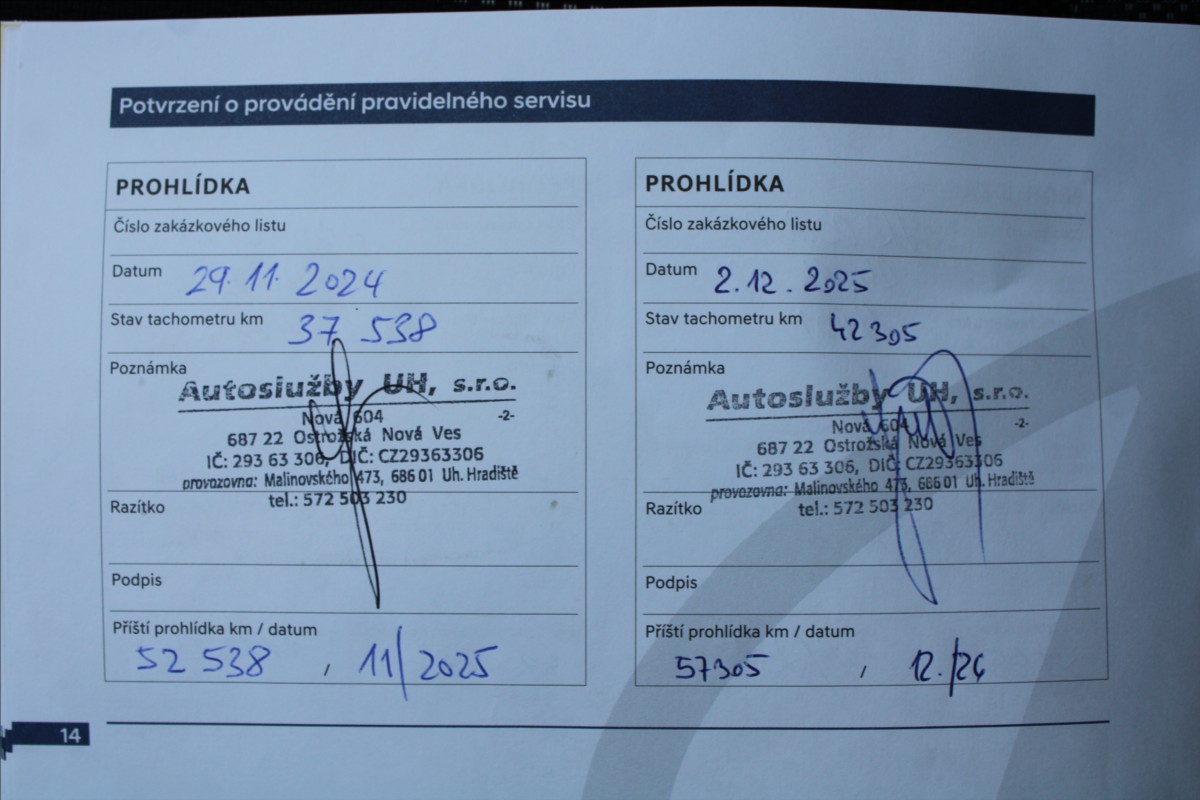 Potvrzení o provádění pravidelného servisu
PROHLÍDKA
Číslo zakázkového listu
Datum 29.11. 2024
Stav tachometru km 37 538
Poznámka
Autoslužby UH, s.r.o.
Nová 604 -2-
687 22 Ostrožská Nová Ves
IČ: 293 63 306, DIČ: CZ29363306
provozovna: Malinovského 473, 686 01 Uh. Hradiště
tel.: 572 503 230
Razítko
Podpis
Příští prohlídka km / datum
52 538 / 11/2025
PROHLÍDKA
Číslo zakázkového listu
Datum 2.12.2025
Stav tachometru km 42305
Poznámka
Autoslužby UH, s.r.o.
Nová 604 -2-
687 22 Ostrožská Nová Ves
IČ: 293 63 306, DIČ: CZ29363306
provozovna: Malinovského 473, 686 01 Uh. Hradiště
tel.: 572 503 230
Razítko
Podpis
Příští prohlídka km / datum
57305 / 12./26
14